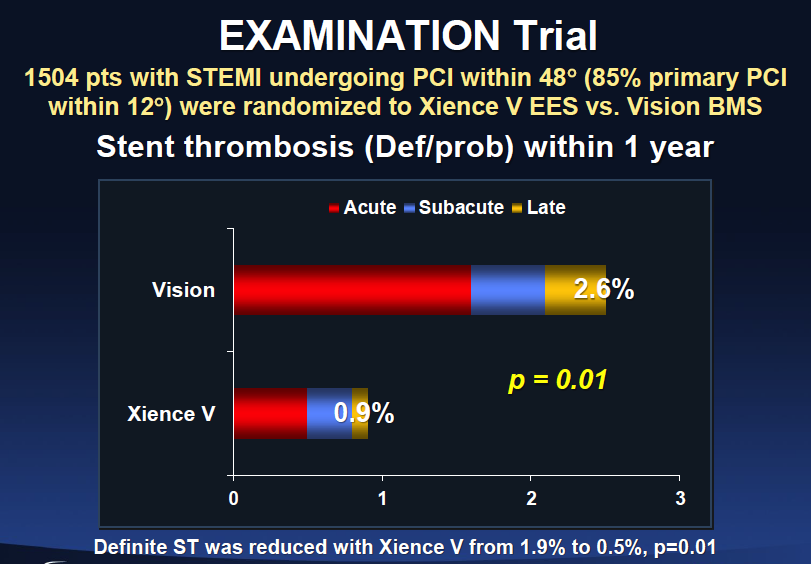 EXAMINATION Trial
1504 pts with STEMI undergoing PCI within 48º (85% primary PCI
within 12º) were randomized to Xience V EES vs. Vision BMS
Stent thrombosis (Def/prob) within 1 year
Acute Subacute Late
Vision
2.6%
p = 0.01
Xience V
0.9%
0 1 2 3
Definite ST was reduced with Xience V from 1.9% to 0.5%, p=0.01